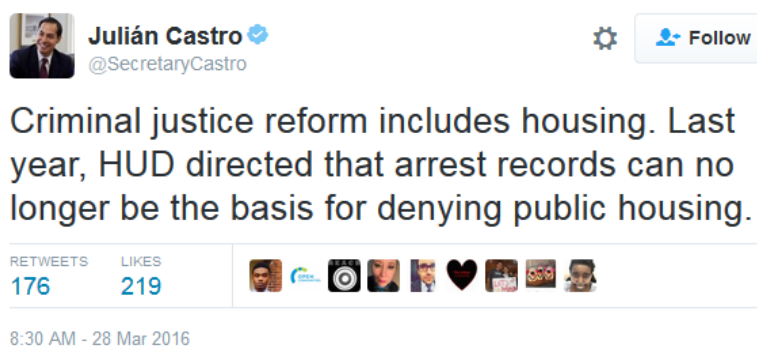 Julián Castro
@SecretaryCastro
Follow
Criminal justice reform includes housing. Last
year, HUD directed that arrest records can no
longer be the basis for denying public housing.
RETWEETS LIKES
176 219
8:30 AM - 28 Mar 2016